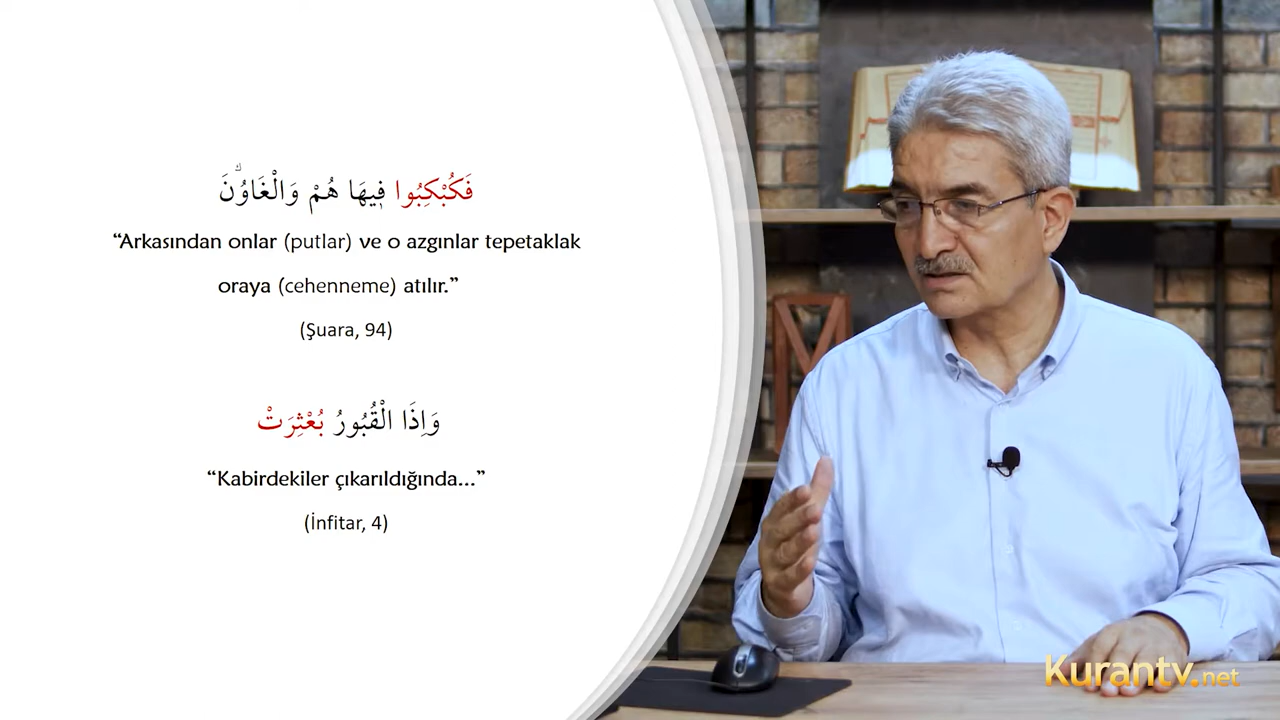 فَكُبْكِبُوا ف۪يهَا هُمْ وَالْغَاوُ۫نَۙ
“Arkasından onlar (putlar) ve o azgınlar tepetaklak
oraya (cehenneme) atılır.”
(Şuara, 94)
وَاِذَا الْقُبُورُ بُعْثِرَتْ
“Kabirdekiler çıkarıldığında...”
(İnfitar, 4)
Kurantv.net